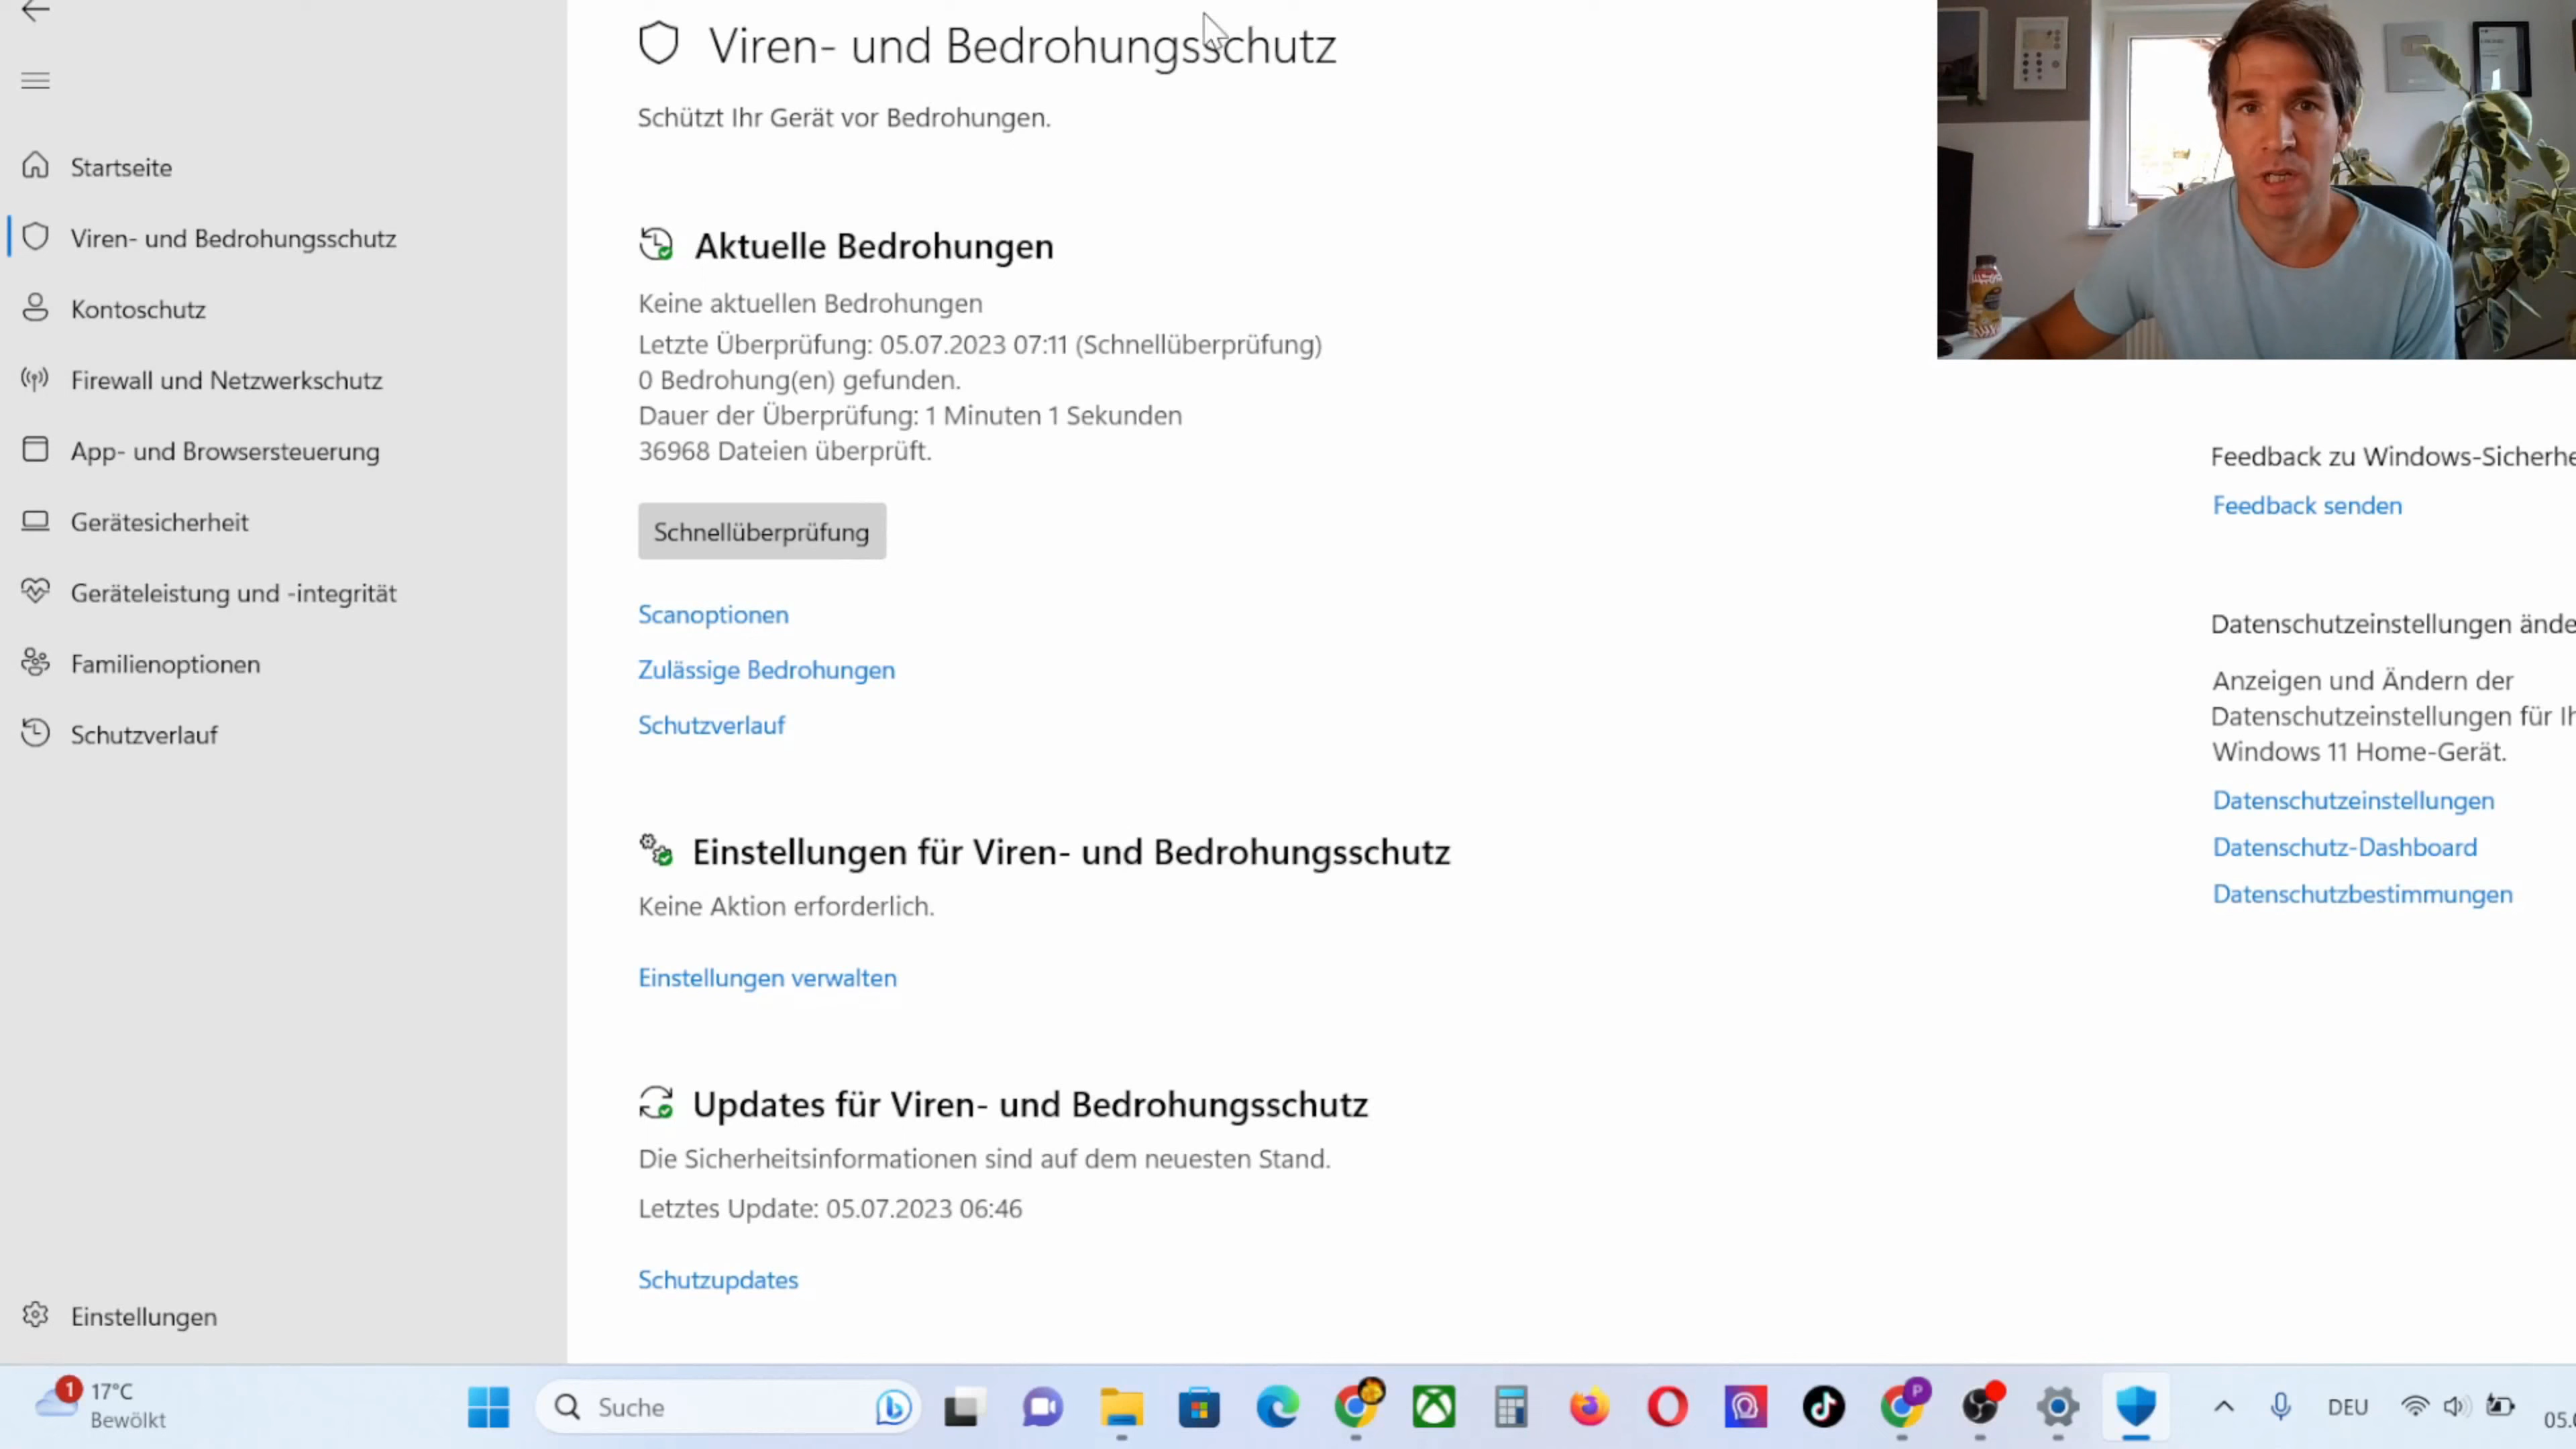 Viren- und Bedrohungsschutz
Schützt Ihr Gerät vor Bedrohungen.
Startseite
Viren- und Bedrohungsschutz
Kontoschutz
Firewall und Netzwerkschutz
App- und Browsersteuerung
Gerätesicherheit
Geräteleistung und -integrität
Familienoptionen
Schutzverlauf
Einstellungen
Aktuelle Bedrohungen
Keine aktuellen Bedrohungen
Letzte Überprüfung: 05.07.2023 07:11 (Schnellüberprüfung)
0 Bedrohung(en) gefunden.
Dauer der Überprüfung: 1 Minuten 1 Sekunden
36968 Dateien überprüft.
Schnellüberprüfung
Scanoptionen
Zulässige Bedrohungen
Schutzverlauf
Einstellungen für Viren- und Bedrohungsschutz
Keine Aktion erforderlich.
Einstellungen verwalten
Updates für Viren- und Bedrohungsschutz
Die Sicherheitsinformationen sind auf dem neuesten Stand.
Letztes Update: 05.07.2023 06:46
Schutzupdates
Feedback zu Windows-Sicherhe
Feedback senden
Datenschutzeinstellungen ände
Anzeigen und Ändern der
Datenschutzeinstellungen für Ih
Windows 11 Home-Gerät.
Datenschutzeinstellungen
Datenschutz-Dashboard
Datenschutzbestimmungen
1
17°C
Bewölkt
Suche
P
DEU
05.0